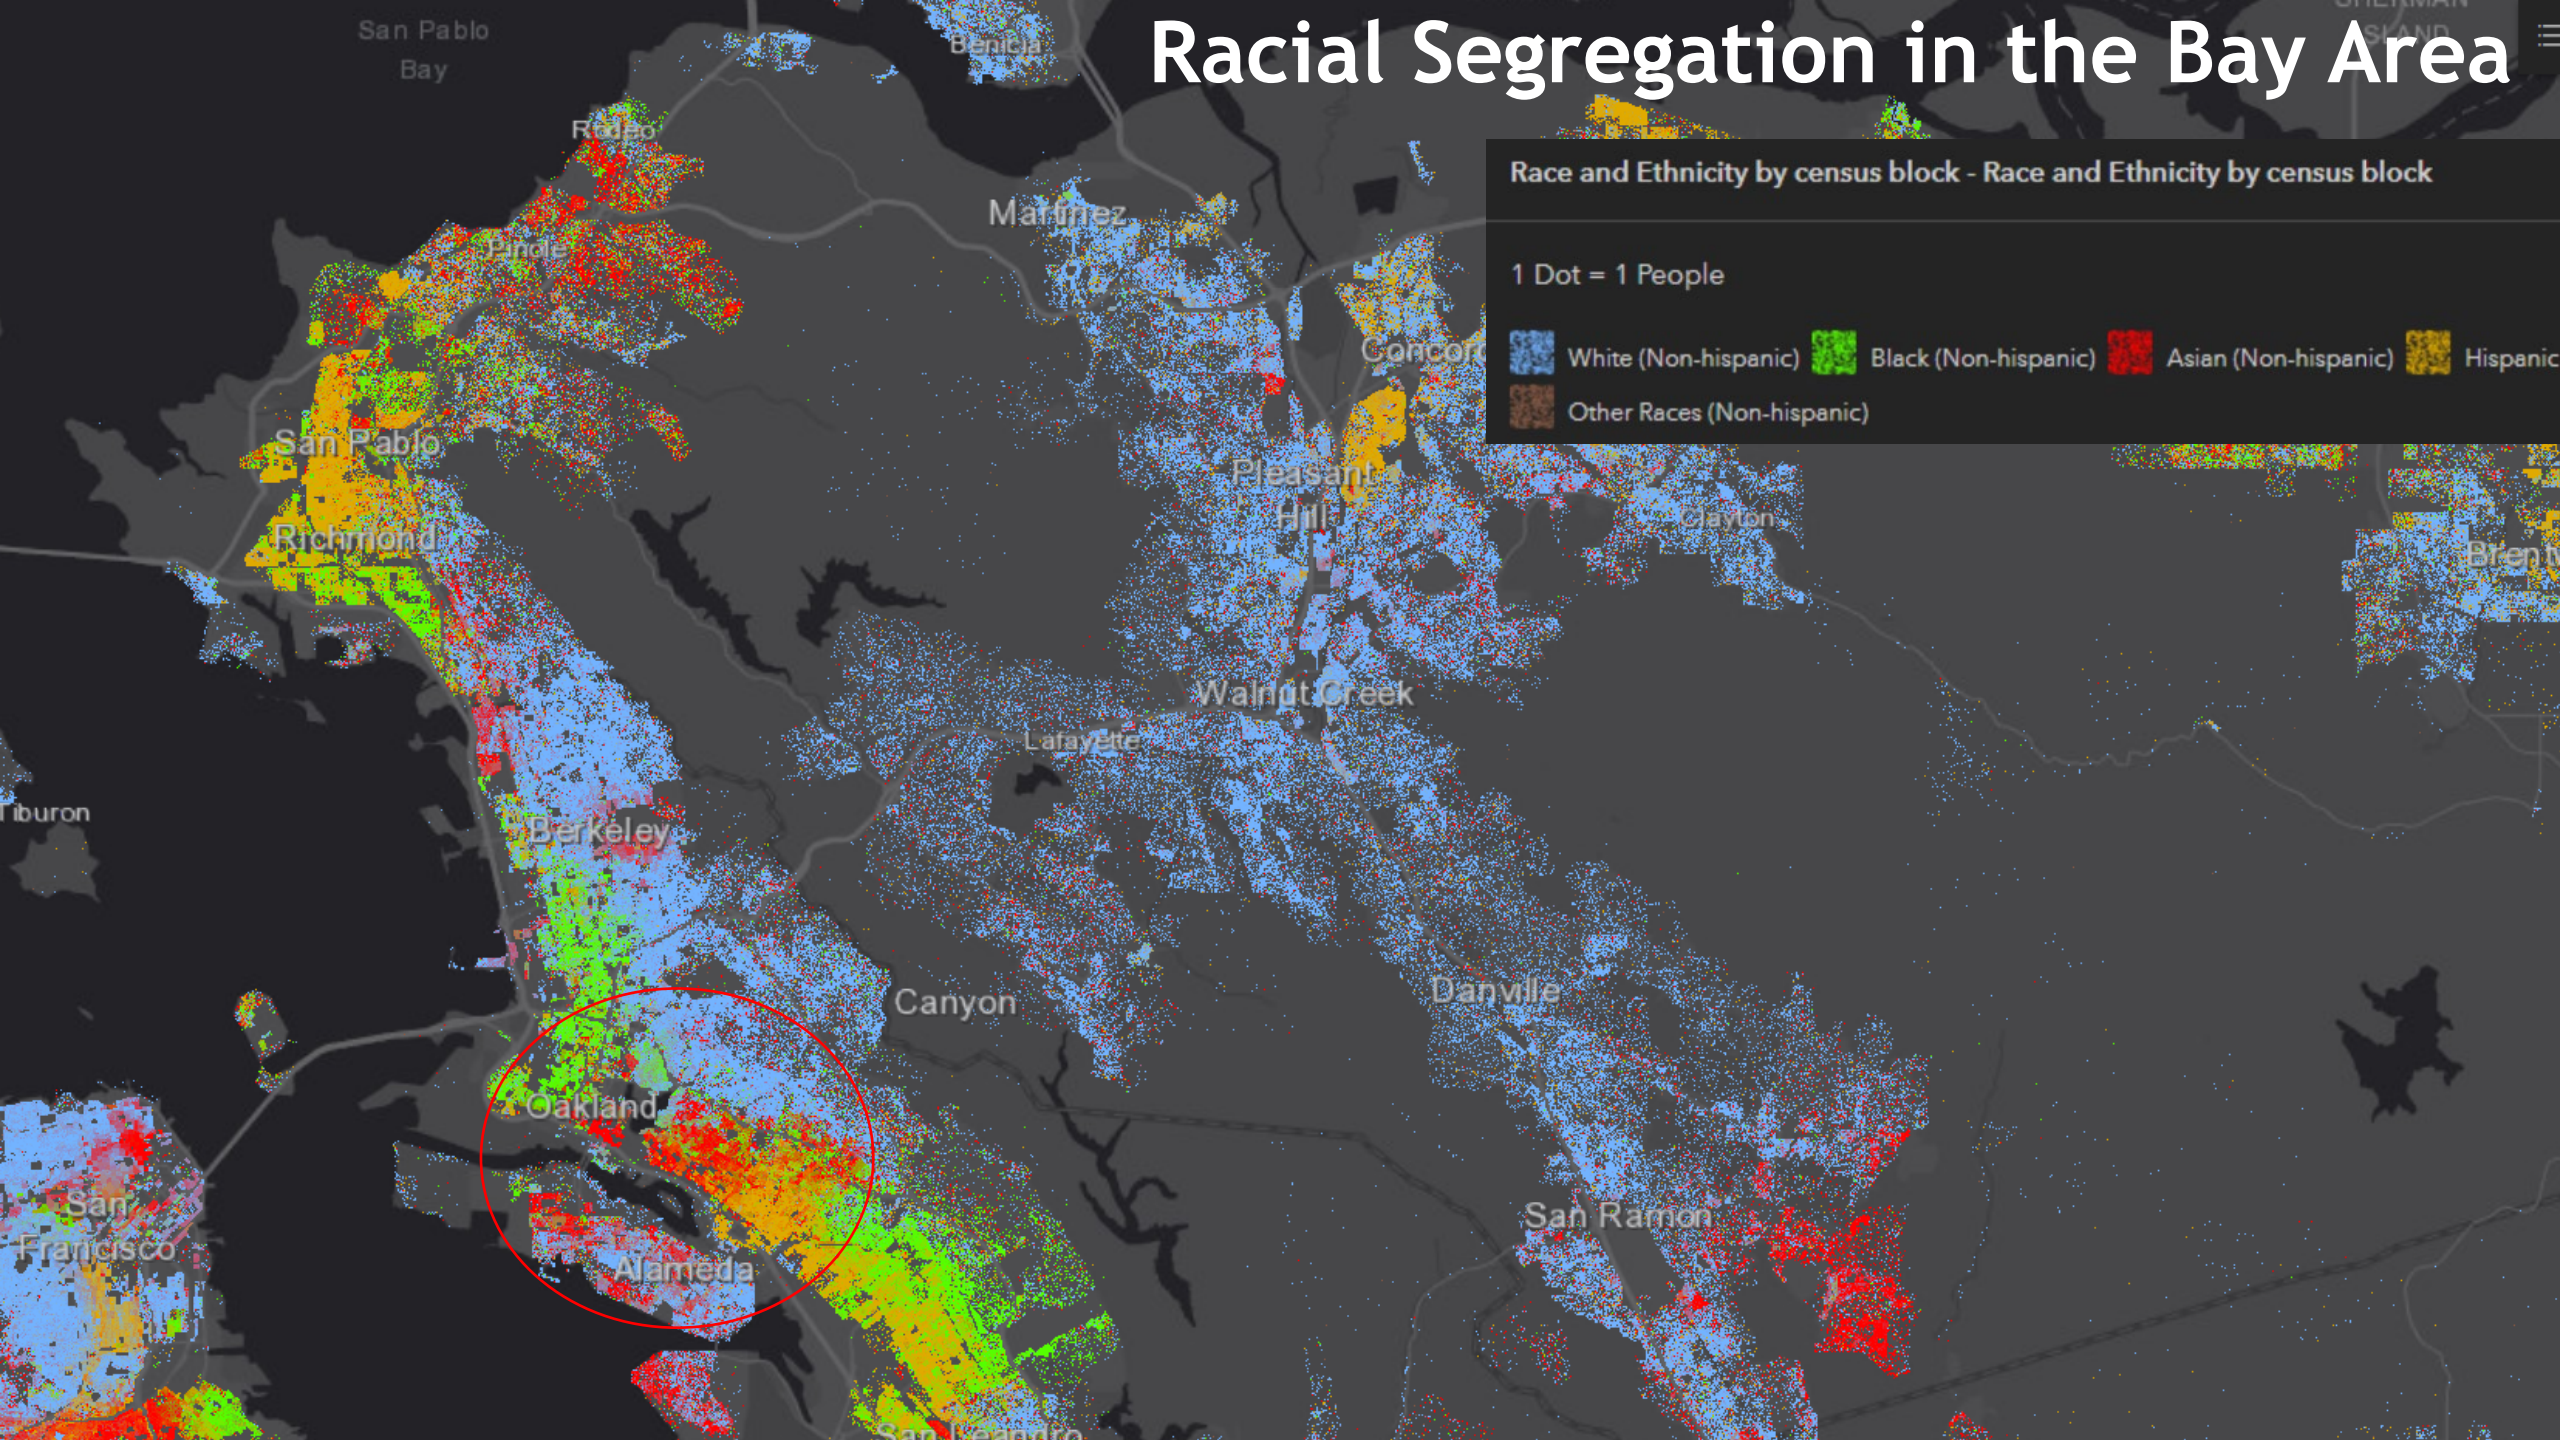 Racial Segregation in the Bay Area
SHERMAN
ISLAND
San Pablo
Bay
Benicia
Rodeo
Race and Ethnicity by census block - Race and Ethnicity by census block
Martinez
Pinole
1 Dot = 1 People
Concord
White (Non-hispanic)
Black (Non-hispanic)
Asian (Non-hispanic)
Hispanic
Other Races (Non-hispanic)
San Pablo
Pleasant
Hill
Clayton
Richmond
Brentw
Walnut Creek
Lafayette
Tiburon
Berkeley
Canyon
Danville
Oakland
San
Francisco
San Ramon
Alameda
San Leandro